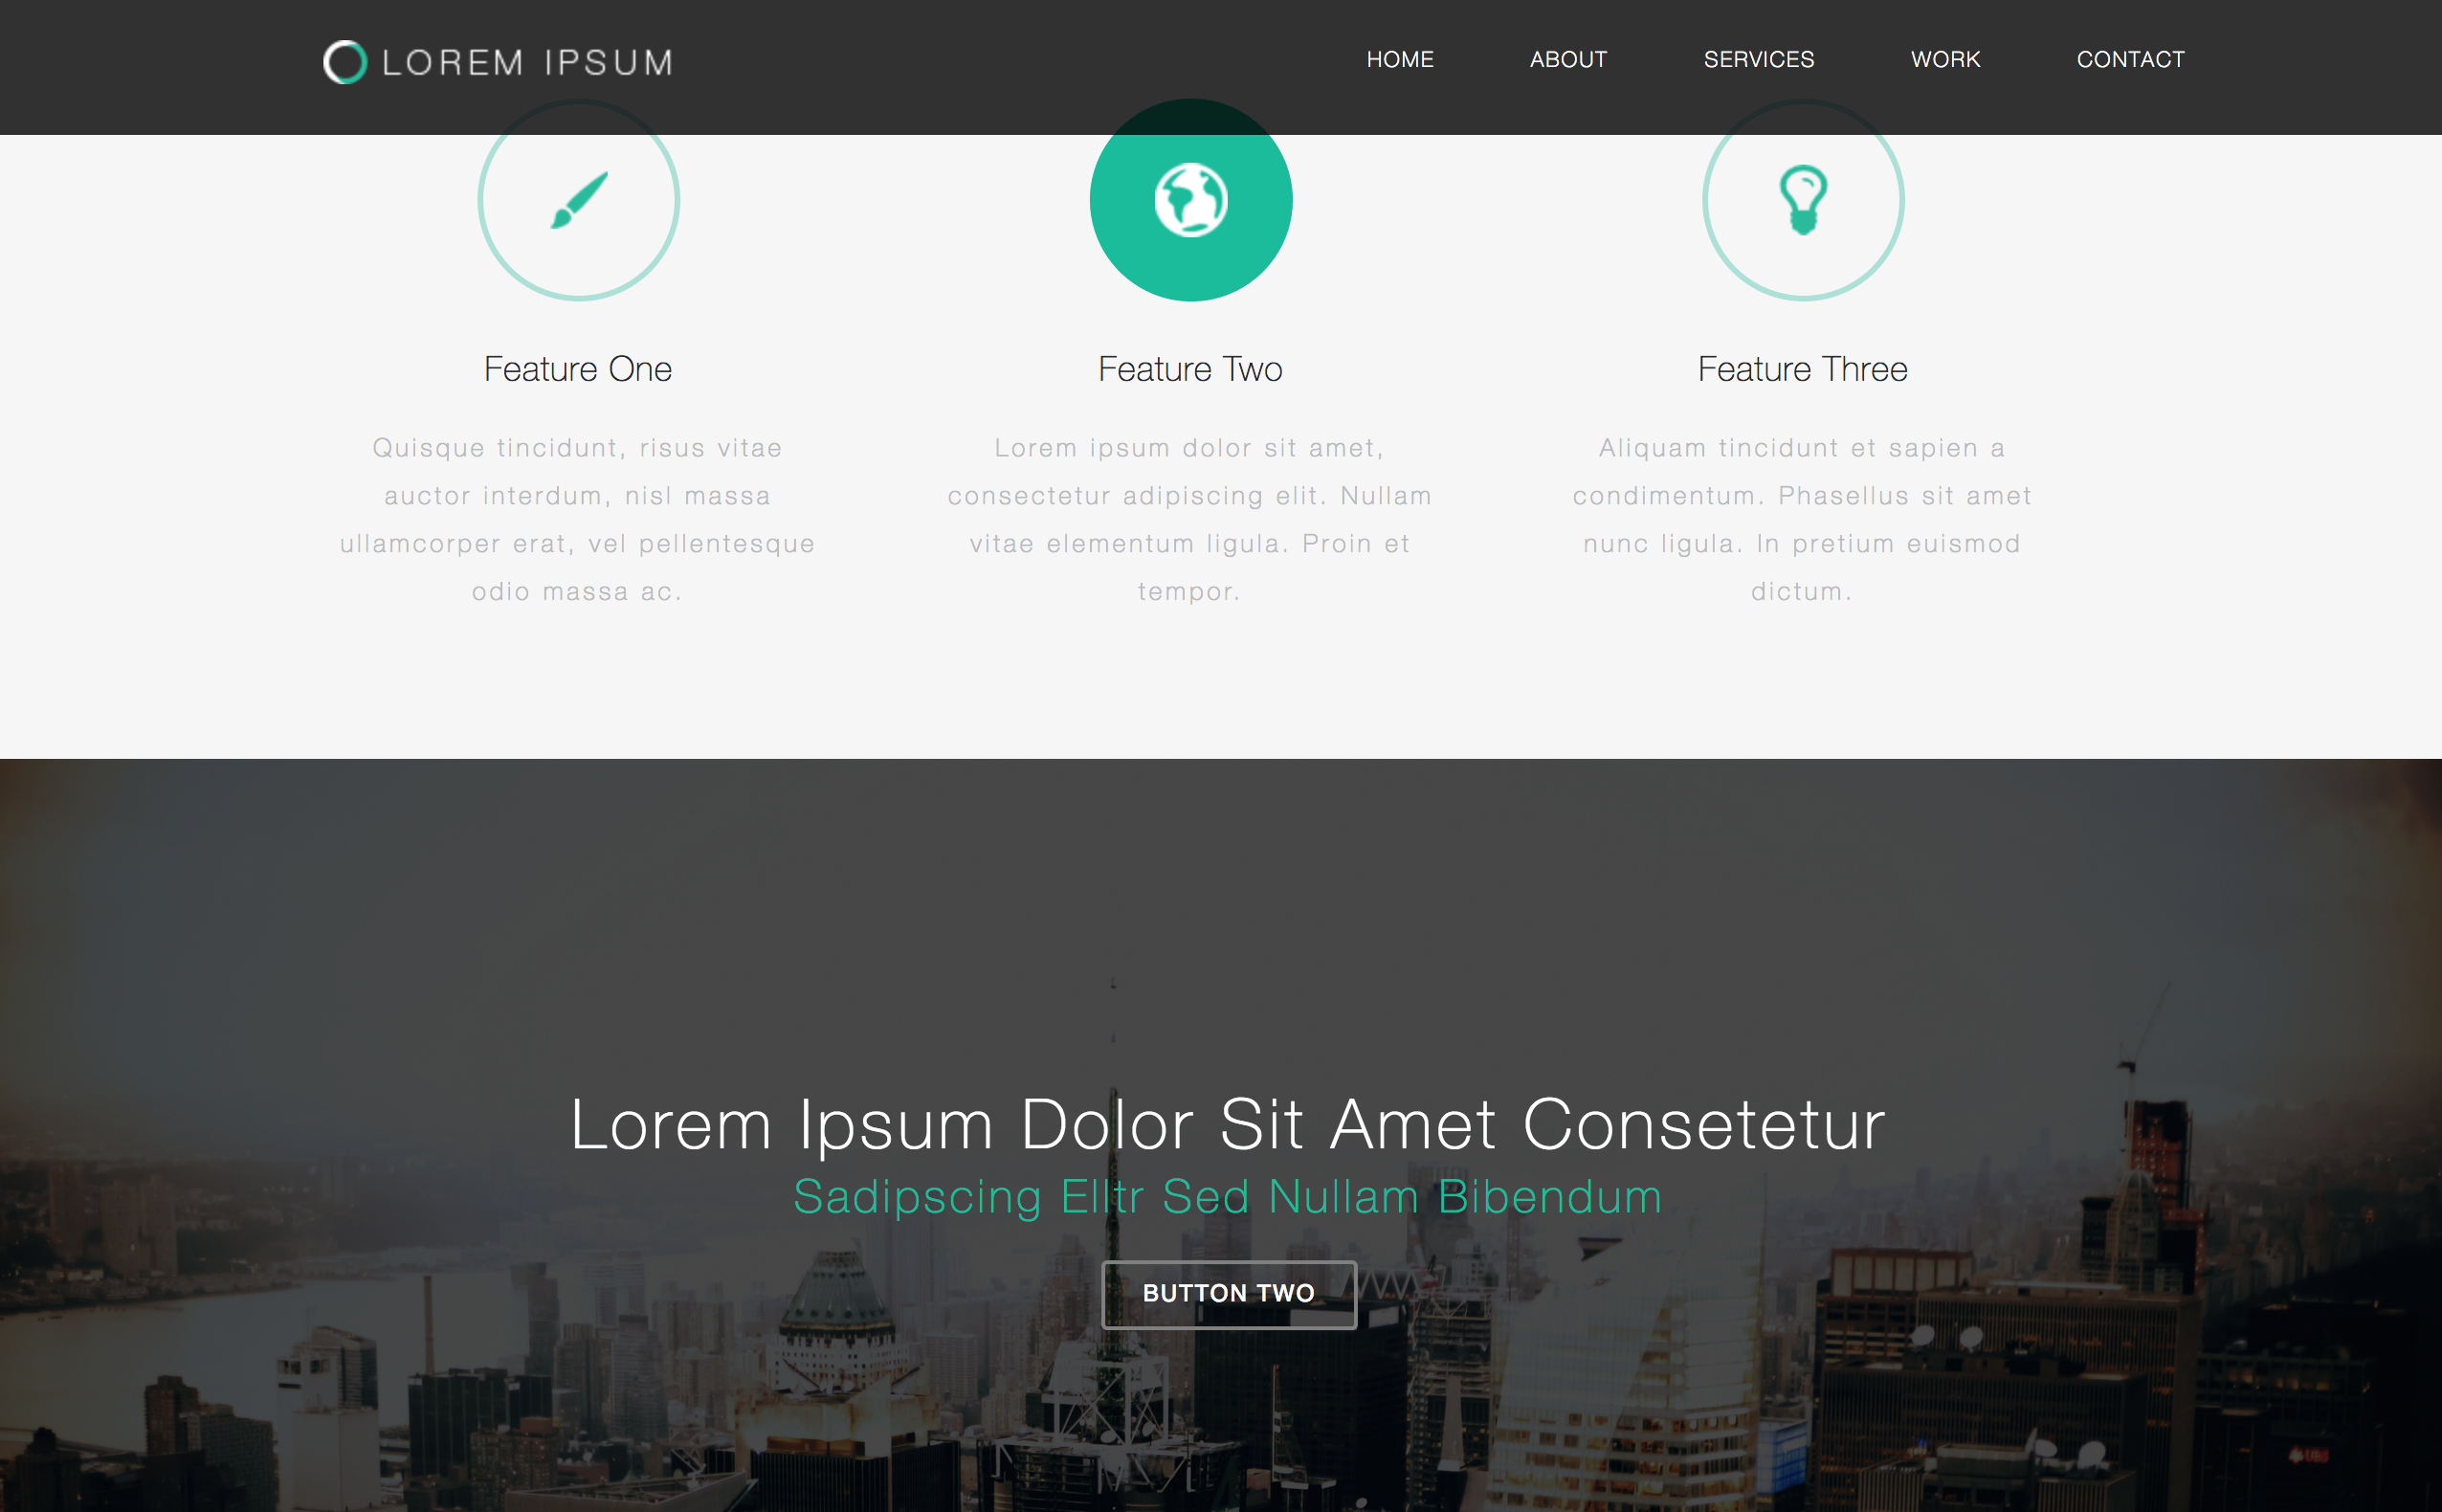 LOREM IPSUM
HOME ABOUT SERVICES WORK CONTACT
Feature One
Quisque tincidunt, risus vitae
auctor interdum, nisl massa
ullamcorper erat, vel pellentesque
odio massa ac.
Feature Two
Lorem ipsum dolor sit amet,
consectetur adipiscing elit. Nullam
vitae elementum ligula. Proin et
tempor.
Feature Three
Aliquam tincidunt et sapien a
condimentum. Phasellus sit amet
nunc ligula. In pretium euismod
dictum.
Lorem Ipsum Dolor Sit Amet Consetetur
Sadipscing Elltr Sed Nullam Bibendum
BUTTON TWO
UBS